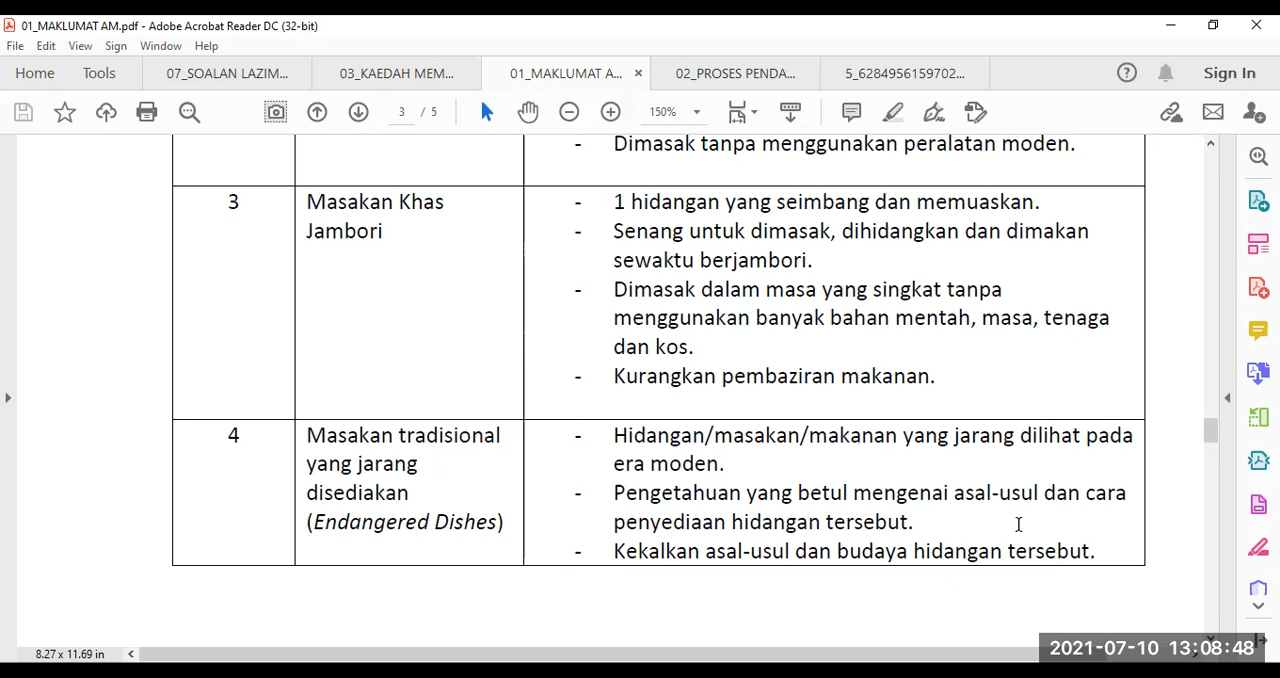 01_MAKLUMAT AM.pdf - Adobe Acrobat Reader DC (32-bit)
File Edit View Sign Window Help
Home Tools 07_SOALAN LAZIM... 03_KAEDAH MEM... 01_MAKLUMAT A... × 02_PROSES PENDA... 5_6284956159702... Sign In
3 / 5 150%
- Dimasak tanpa menggunakan peralatan moden.
3 Masakan Khas Jambori
- 1 hidangan yang seimbang dan memuaskan.
- Senang untuk dimasak, dihidangkan dan dimakan
sewaktu berjambori.
- Dimasak dalam masa yang singkat tanpa
menggunakan banyak bahan mentah, masa, tenaga
dan kos.
- Kurangkan pembaziran makanan.
4 Masakan tradisional
yang jarang
disediakan
(Endangered Dishes)
- Hidangan/masakan/makanan yang jarang dilihat pada
era moden.
- Pengetahuan yang betul mengenai asal-usul dan cara
penyediaan hidangan tersebut.
- Kekalkan asal-usul dan budaya hidangan tersebut.
8.27 x 11.69 in
2021-07-10 13:08:48